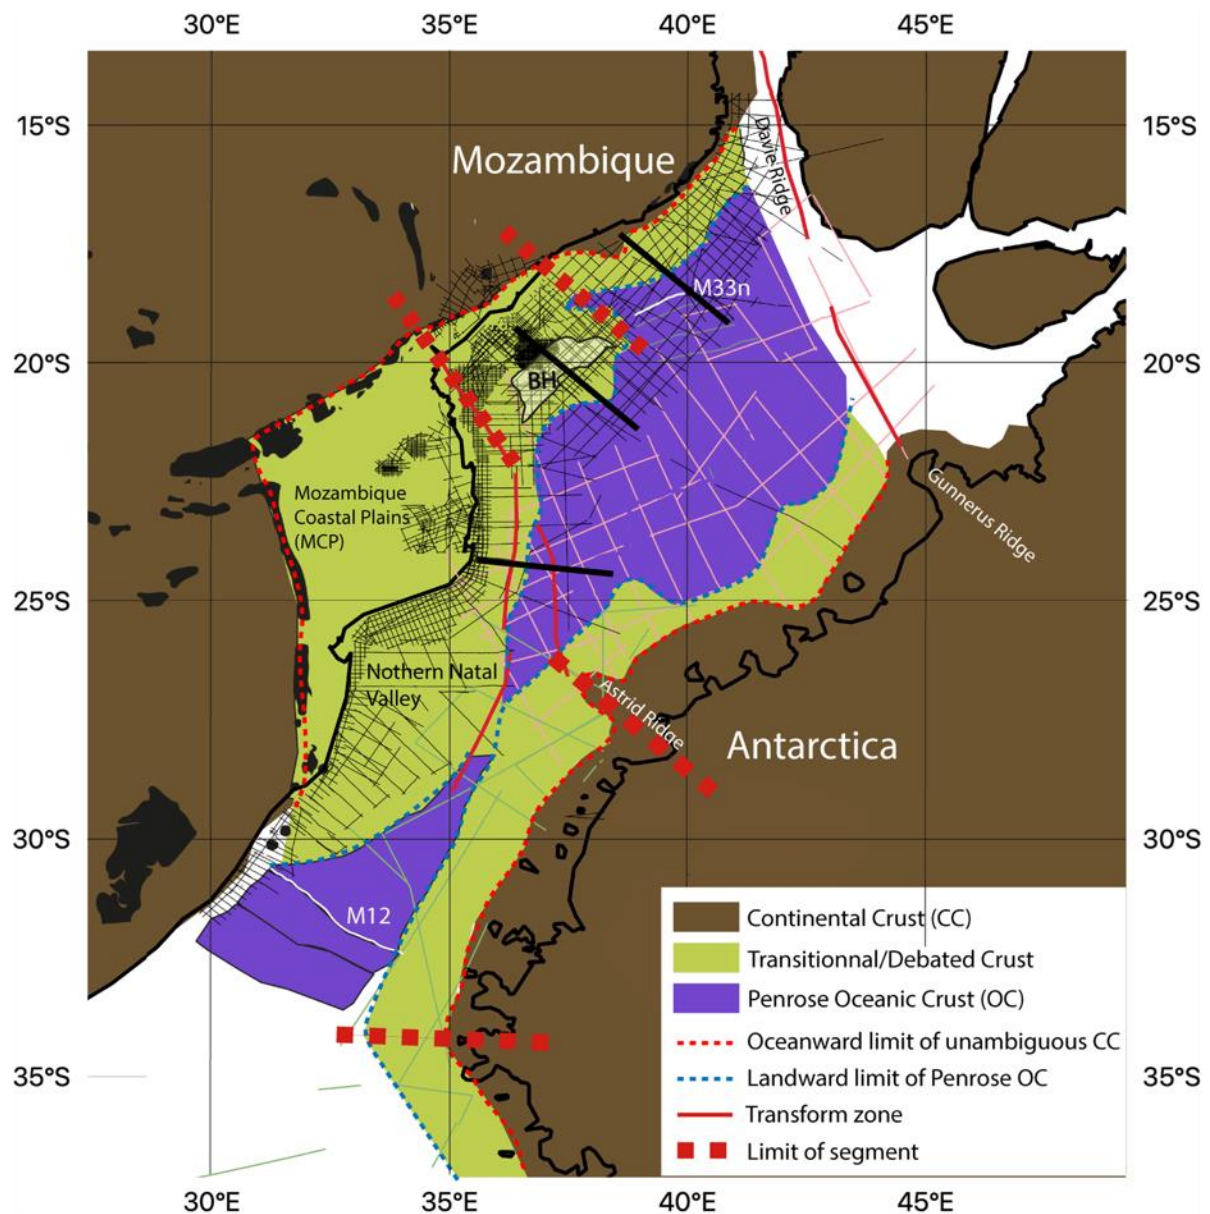 30°E 35°E 40°E 45°E
15°S 15°S
Mozambique
Davie Ridge
M33n
20°S 20°S
BH
Mozambique
Coastal Plains
(MCP)
Gunnerus Ridge
25°S 25°S
Nothern Natal
Valley
Astrid Ridge
Antarctica
30°S 30°S
M12
Continental Crust (CC)
Transitionnal/Debated Crust
Penrose Oceanic Crust (OC)
Oceanward limit of unambiguous CC
Landward limit of Penrose OC
Transform zone
Limit of segment
35°S 35°S
30°E 35°E 40°E 45°E